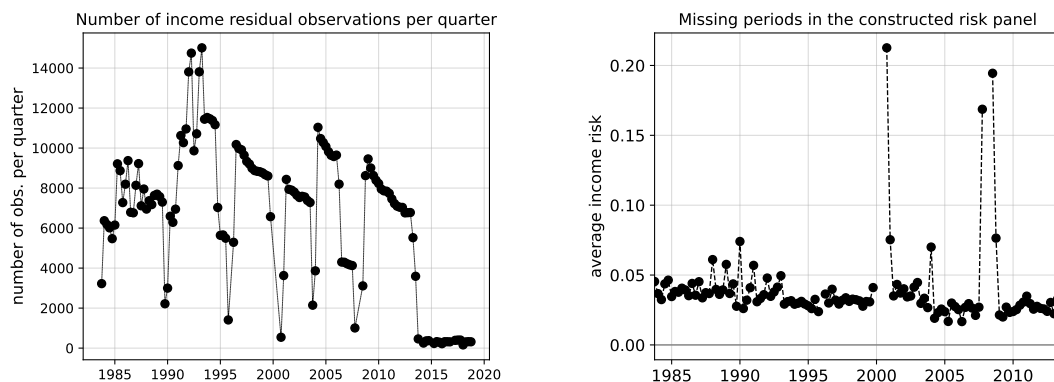 Number of income residual observations per quarter
number of obs. per quarter
14000
12000
10000
8000
6000
4000
2000
0
1985 1990 1995 2000 2005 2010 2015 2020
Missing periods in the constructed risk panel
average income risk
0.20
0.15
0.10
0.05
0.00
1985 1990 1995 2000 2005 2010